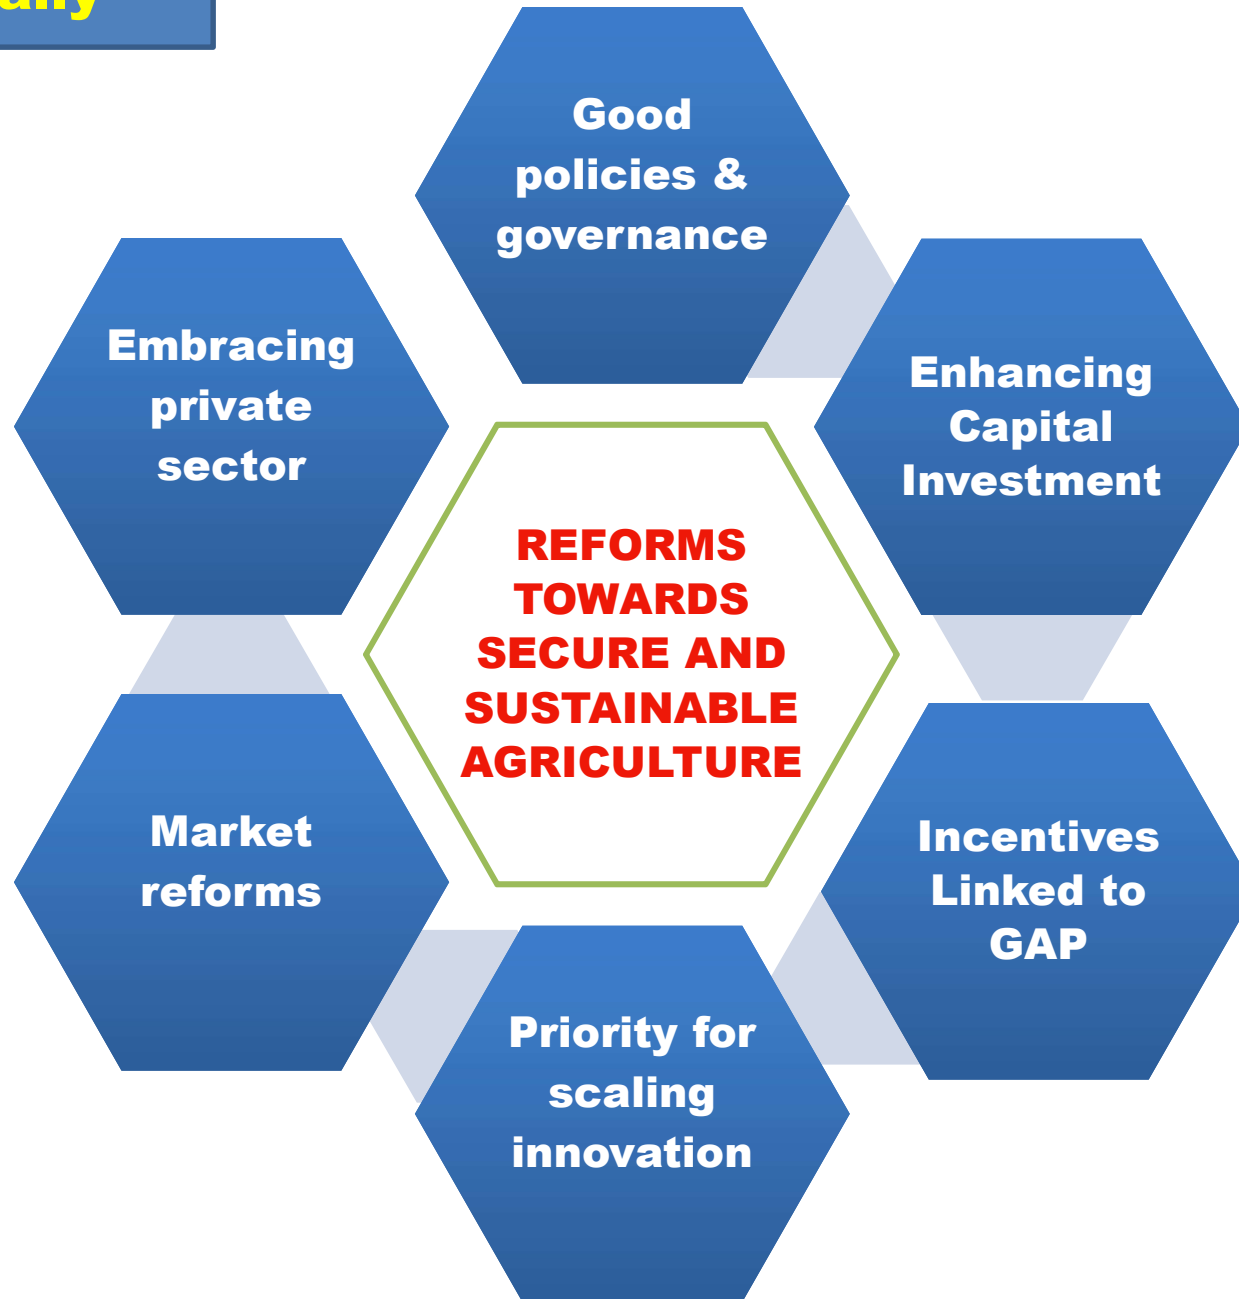 Good
policies &
governance
Enhancing
Capital
Investment
Incentives
Linked to
GAP
Priority for
scaling
innovation
Market
reforms
Embracing
private
sector
REFORMS
TOWARDS
SECURE AND
SUSTAINABLE
AGRICULTURE